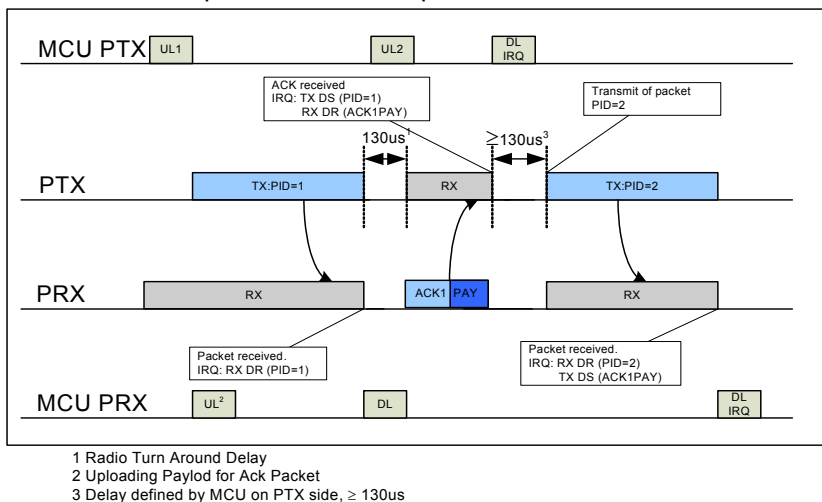 MCU PTX
UL1
UL2
DL
IRQ
ACK received
IRQ: TX DS (PID=1)
RX DR (ACK1PAY)
Transmit of packet
PID=2
130us1
≥130us3
PTX
TX:PID=1
RX
TX:PID=2
PRX
RX
ACK1 PAY
RX
Packet received.
IRQ: RX DR (PID=1)
Packet received.
IRQ: RX DR (PID=2)
TX DS (ACK1PAY)
MCU PRX
UL2
DL
DL
IRQ
1 Radio Turn Around Delay
2 Uploading Paylod for Ack Packet
3 Delay defined by MCU on PTX side, ≥ 130us